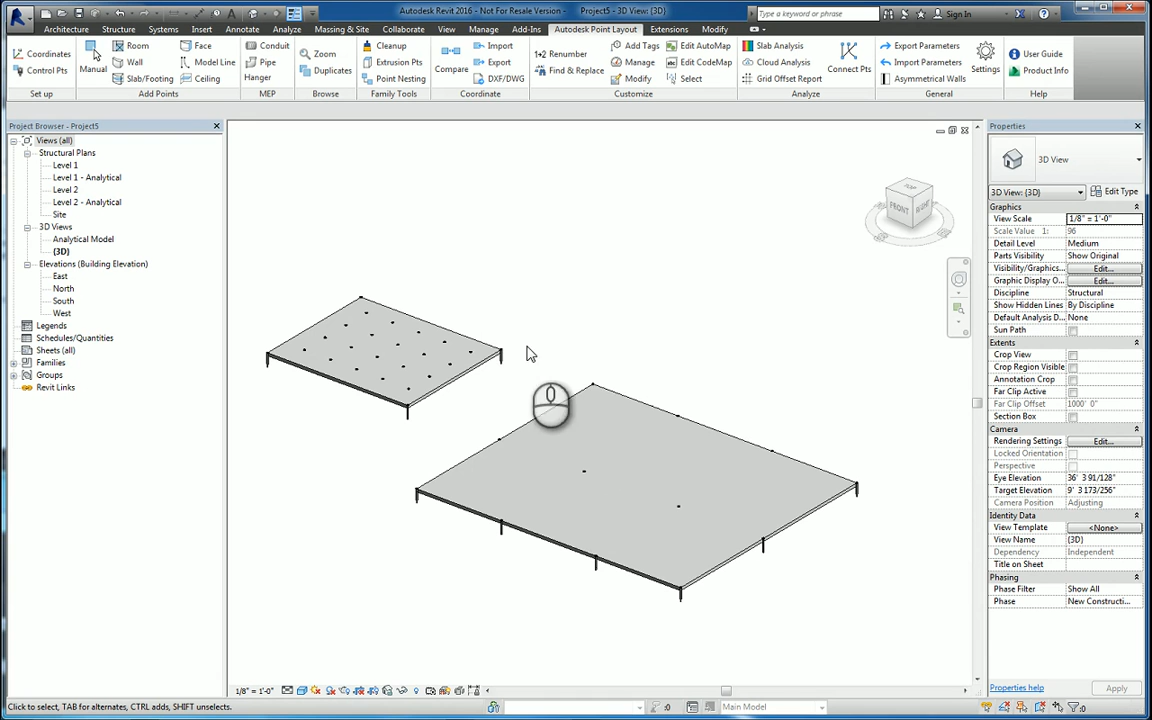 Autodesk Revit 2016 - Not For Resale Version - Project5 - 3D View: {3D}
Type a keyword or phrase
Sign In
Architecture Structure Systems Insert Annotate Analyze Massing & Site Collaborate View Manage Add-Ins Autodesk Point Layout Extensions Modify
Coordinates
Control Pts
Set up
Manual
Room
Wall
Slab/Footing
Face
Model Line
Ceiling
Add Points
Conduit
Pipe
Hanger
MEP
Zoom
Duplicates
Browse
Cleanup
Extrusion Pts
Point Nesting
Family Tools
Compare
Import
Export
DXF/DWG
Coordinate
Renumber
Find & Replace
Add Tags
Manage
Modify
Edit AutoMap
Edit CodeMap
Select
Customize
Slab Analysis
Cloud Analysis
Grid Offset Report
Connect Pts
Analyze
Export Parameters
Import Parameters
Asymmetrical Walls
Settings
General
User Guide
Product Info
Help
Project Browser - Project5
Views (all)
Structural Plans
Level 1
Level 1 - Analytical
Level 2
Level 2 - Analytical
Site
3D Views
Analytical Model
{3D}
Elevations (Building Elevation)
East
North
South
West
Legends
Schedules/Quantities
Sheets (all)
Families
Groups
Revit Links
TOP
FRONT
RIGHT
Properties
3D View
3D View: {3D}
Edit Type
Graphics
View Scale 1/8" = 1'-0"
Scale Value 1: 96
Detail Level Medium
Parts Visibility Show Original
Visibility/Graphics... Edit...
Graphic Display O... Edit...
Discipline Structural
Show Hidden Lines By Discipline
Default Analysis D... None
Sun Path
Extents
Crop View
Crop Region Visible
Annotation Crop
Far Clip Active
Far Clip Offset 1000' 0"
Section Box
Camera
Rendering Settings Edit...
Locked Orientation
Perspective
Eye Elevation 36' 3 91/128"
Target Elevation 9' 3 173/256"
Camera Position Adjusting
Identity Data
View Template <None>
View Name {3D}
Dependency Independent
Title on Sheet
Phasing
Phase Filter Show All
Phase New Constructi...
Properties help
Apply
1/8" = 1'-0"
Click to select, TAB for alternates, CTRL adds, SHIFT unselects.
:0
Main Model
:0